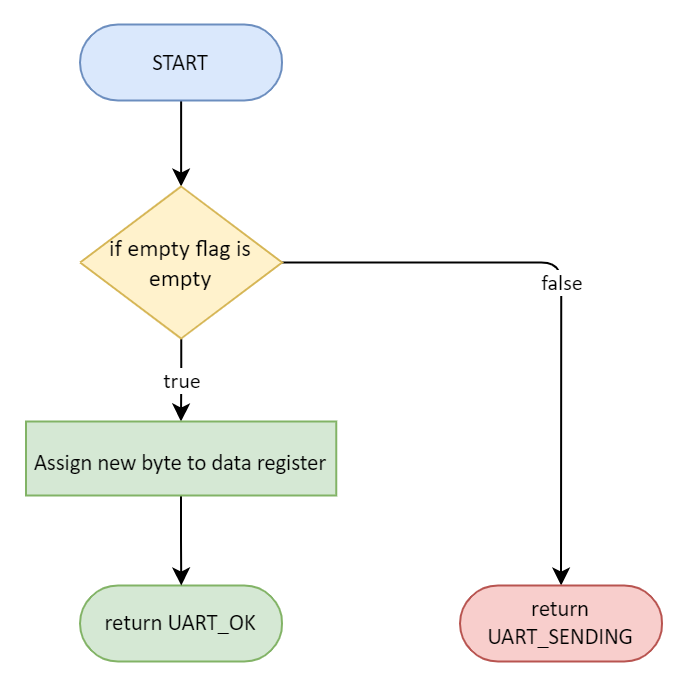 START
if empty flag is
empty
false
true
Assign new byte to data register
return UART_OK
return
UART_SENDING